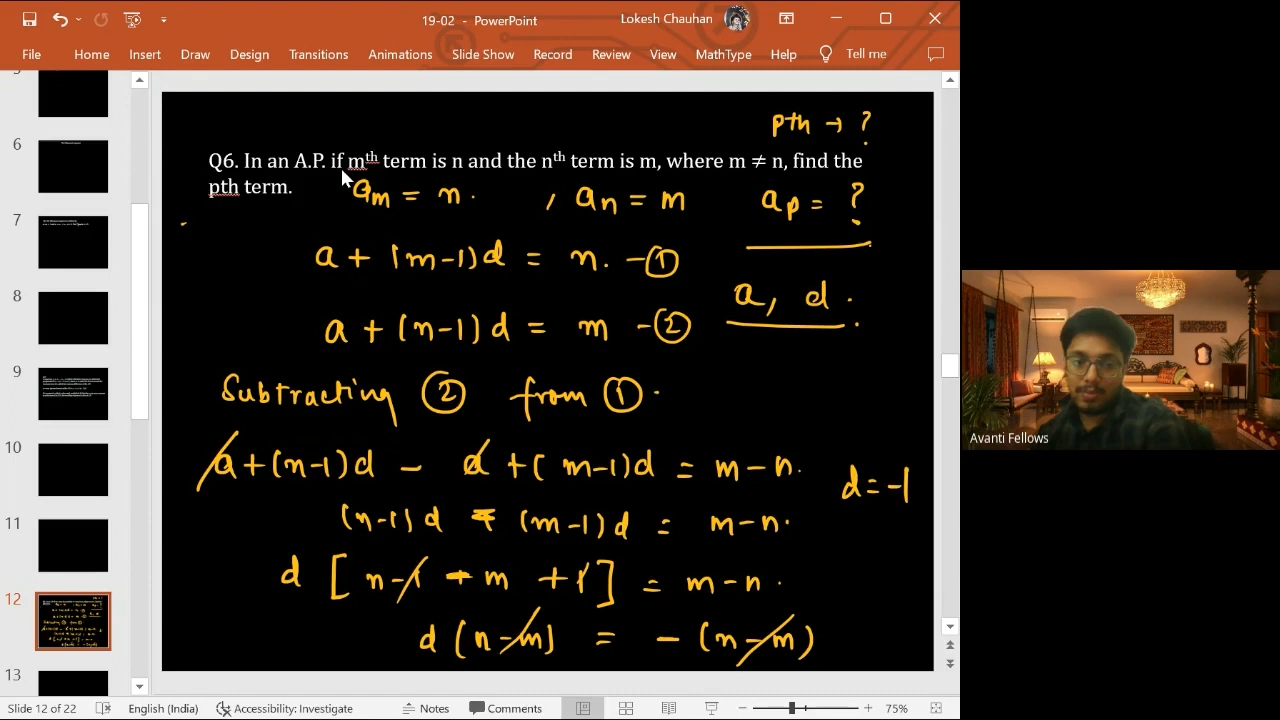 19-02 - PowerPoint
Lokesh Chauhan
File Home Insert Draw Design Transitions Animations Slide Show Record Review View MathType Help Tell me
pth → ?
Q6. In an A.P. if mth term is n and the nth term is m, where m ≠ n, find the
pth term.
am = n. , an = m ap = ?
a + (m-1)d = n. -①
a, d.
a + (n-1)d = m -②
Subtracting ② from ①.
a+(n-1)d - a +(m-1)d = m-n.
d = -1
(n-1)d - (m-1)d = m-n.
d [n-1 - m +1] = m-n.
d (n-m) = -(n-m)
6
7
8
9
10
11
12
13
Avanti Fellows
Slide 12 of 22 English (India) Accessibility: Investigate Notes Comments 75%